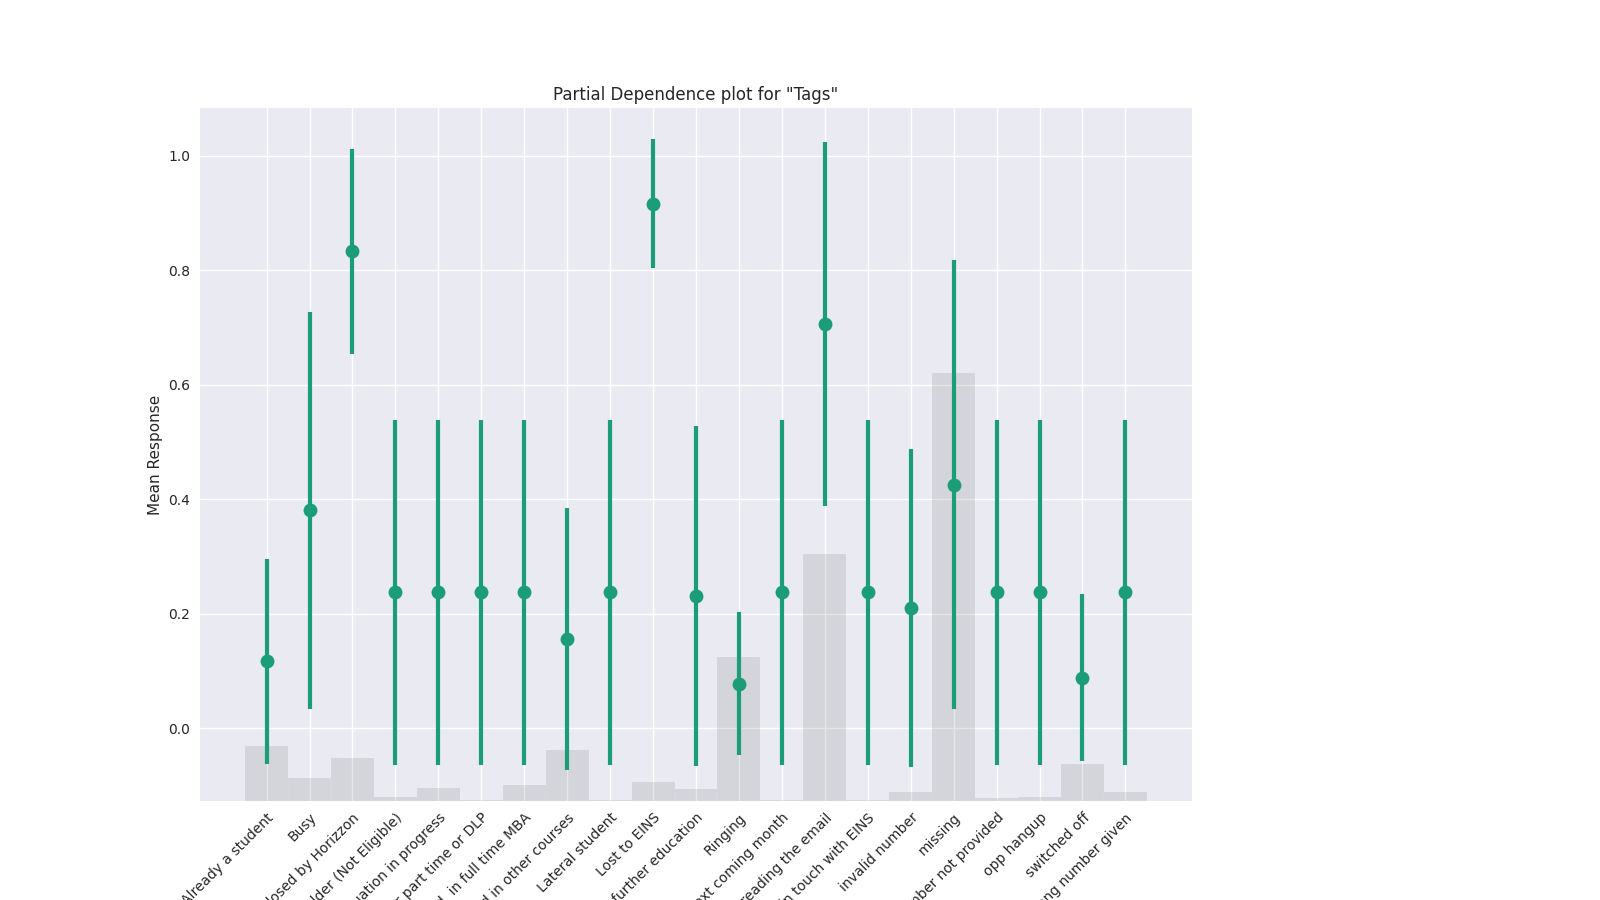 Partial Dependence plot for "Tags"
Mean Response
1.0
0.8
0.6
0.4
0.2
0.0
Already a student
Busy
losed by Horizzon
lder (Not Eligible)
uation in progress
r part time or DLP
in full time MBA
d in other courses
Lateral student
Lost to EINS
further education
Ringing
ext coming month
reading the email
in touch with EINS
invalid number
missing
mber not provided
opp hangup
switched off
ng number given